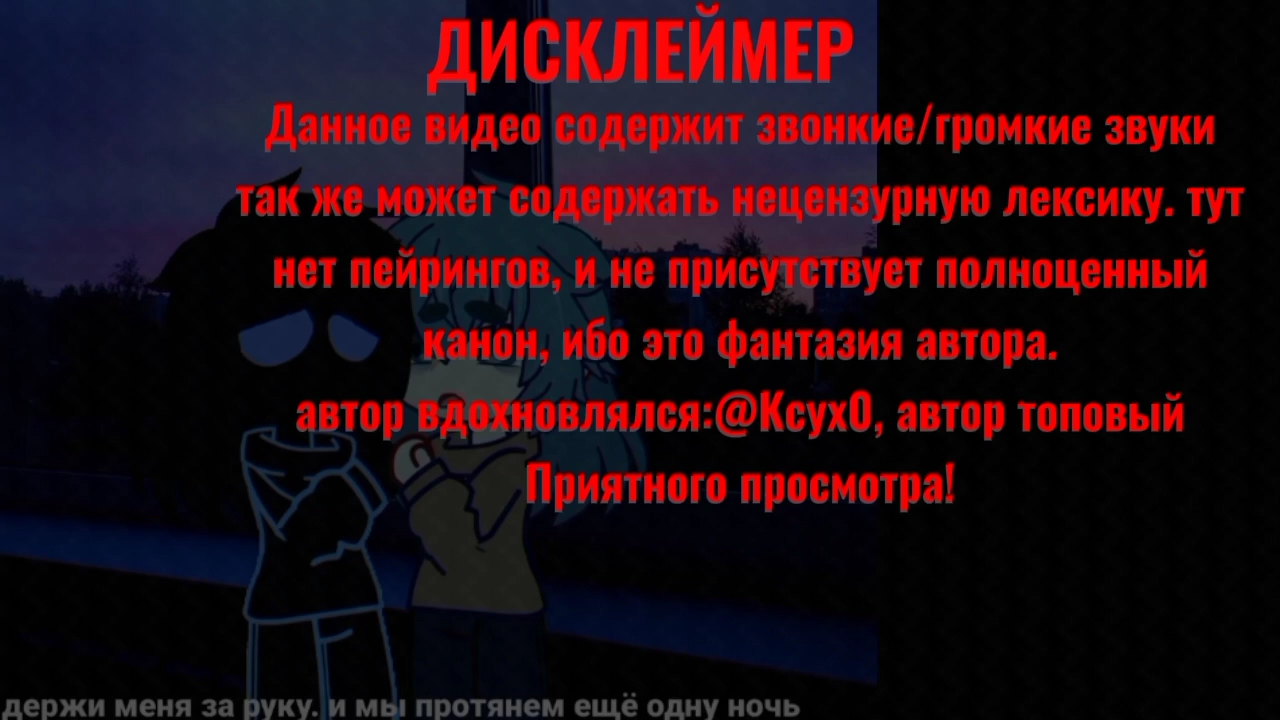 ДИСКЛЕЙМЕР
Данное видео содержит звонкие/громкие звуки
так же может содержать нецензурную лексику. тут
нет пейрингов, и не присутствует полноценный
канон, ибо это фантазия автора.
автор вдохновлялся:@Ксух0, автор топовый
Приятного просмотра!
держи меня за руку. и мы протянем ещё одну ночь